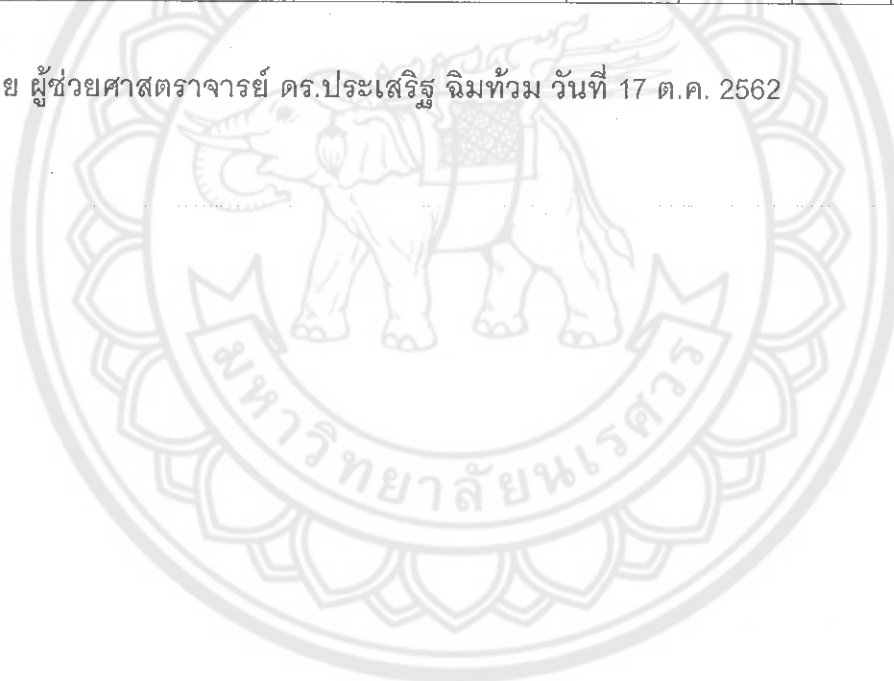 ย ผู้ช่วยศาสตราจารย์ ดร.ประเสริฐ ฉิมท้วม วันที่ 17 ต.ค. 2562
มหาวิทยาลัยนเรศวร